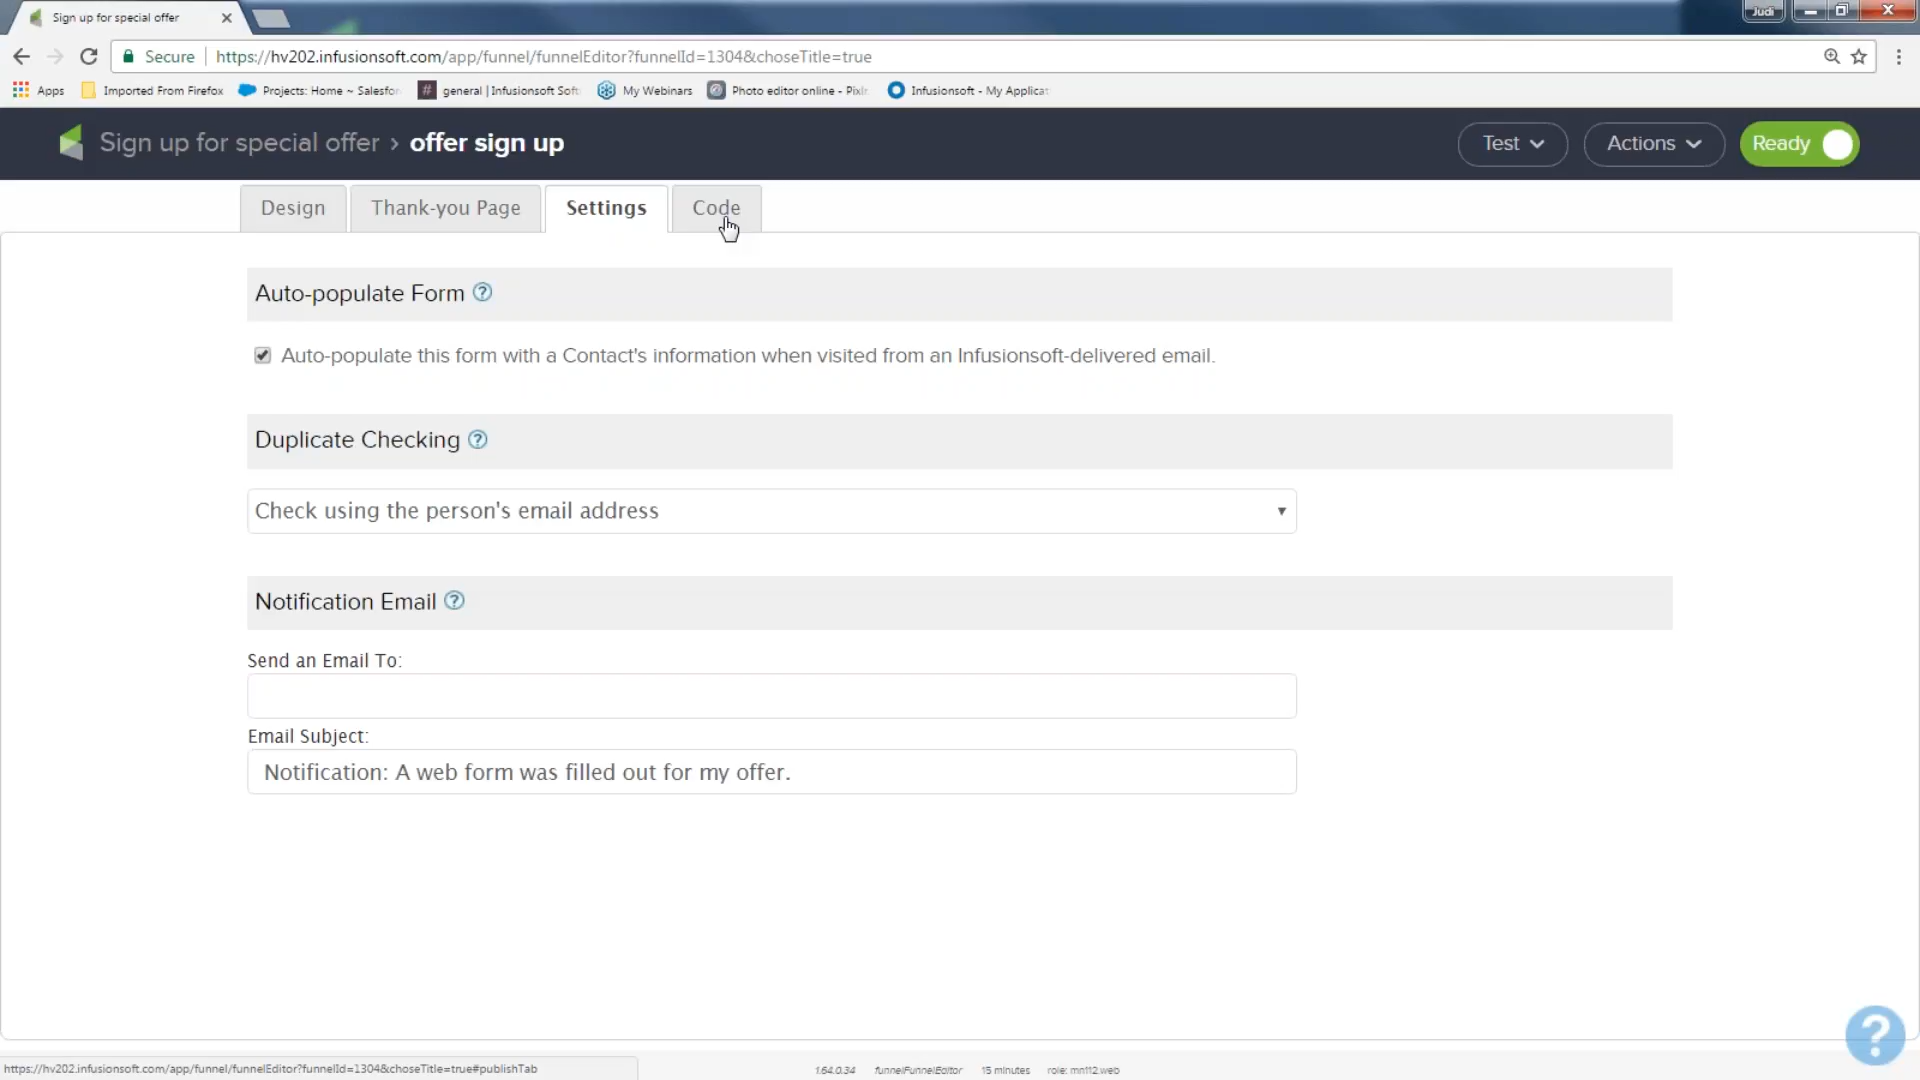 Sign up for special offer
Judi
Secure https://hv202.infusionsoft.com/app/funnel/funnelEditor?funnelId=1304&choseTitle=true
Apps Imported From Firefox Projects: Home ~ Salesfor # general | Infusionsoft Soft My Webinars Photo editor online - Pixlr Infusionsoft - My Applicat
Sign up for special offer › offer sign up Test Actions Ready
Design Thank-you Page Settings Code
Auto-populate Form ?
Auto-populate this form with a Contact's information when visited from an Infusionsoft-delivered email.
Duplicate Checking ?
Check using the person's email address
Notification Email ?
Send an Email To:
Email Subject:
Notification: A web form was filled out for my offer.
?
https://hv202.infusionsoft.com/app/funnel/funnelEditor?funnelId=1304&choseTitle=true#publishTab
1.64.0.34 funnelFunnelEditor 15 minutes role: mn112.web